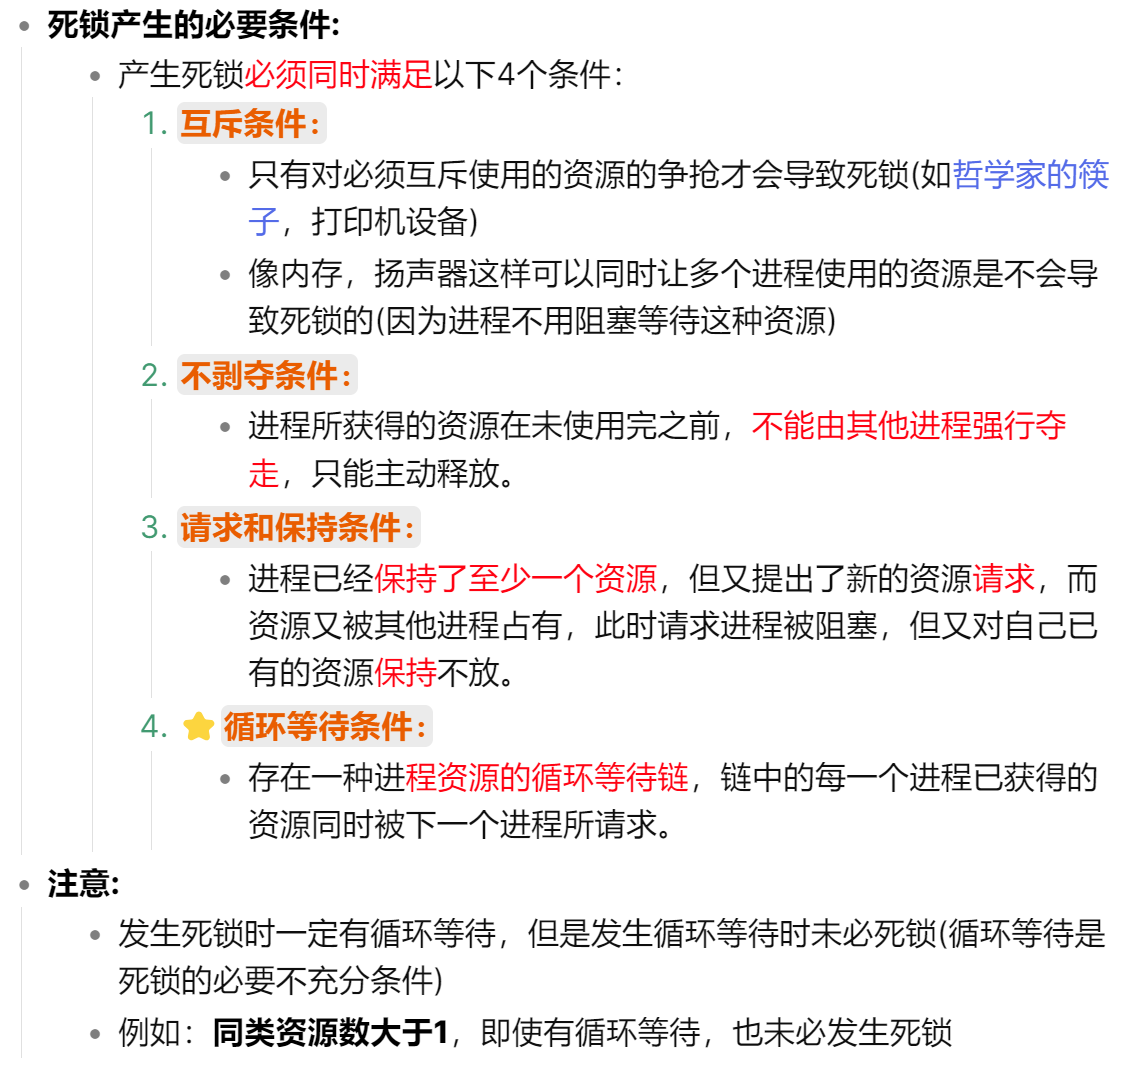 死锁产生的必要条件:
产生死锁必须同时满足以下4个条件：
1. 互斥条件：
只有对必须互斥使用的资源的争抢才会导致死锁(如哲学家的筷
子，打印机设备)
像内存，扬声器这样可以同时让多个进程使用的资源是不会导
致死锁的(因为进程不用阻塞等待这种资源)
2. 不剥夺条件：
进程所获得的资源在未使用完之前，不能由其他进程强行夺
走，只能主动释放。
3. 请求和保持条件：
进程已经保持了至少一个资源，但又提出了新的资源请求，而
资源又被其他进程占有，此时请求进程被阻塞，但又对自己已
有的资源保持不放。
4. ⭐ 循环等待条件：
存在一种进程资源的循环等待链，链中的每一个进程已获得的
资源同时被下一个进程所请求。
注意:
发生死锁时一定有循环等待，但是发生循环等待时未必死锁(循环等待是
死锁的必要不充分条件)
例如：同类资源数大于1，即使有循环等待，也未必发生死锁